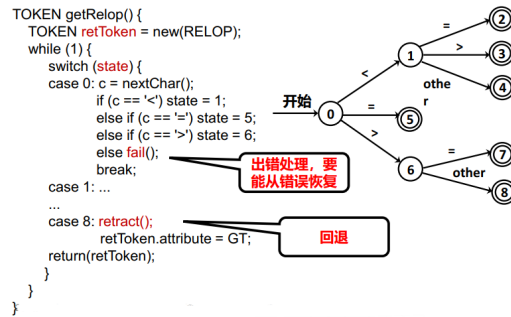 TOKEN getRelop() {
TOKEN retToken = new(RELOP);
while (1) {
switch (state) {
case 0: c = nextChar();
if (c == '<') state = 1;
else if (c == '=') state = 5;
else if (c == '>') state = 6;
else fail();
break;
case 1: ...
...
case 8: retract();
retToken.attribute = GT;
return(retToken);
}
}
}
出错处理，要
能从错误恢复
回退
开始
0
<
=
>
1
=
>
othe
r
2
3
4
5
6
=
other
7
8